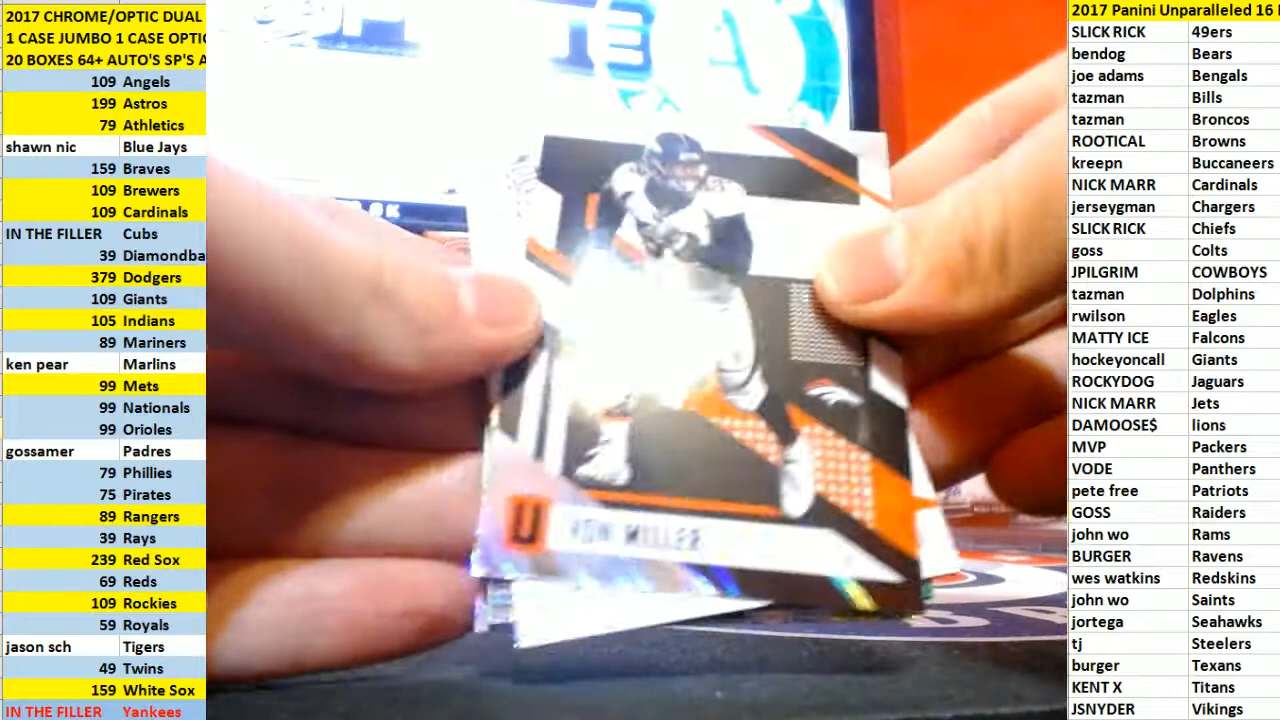 2017 CHROME/OPTIC DUAL
1 CASE JUMBO 1 CASE OPTIC
20 BOXES 64+ AUTO'S SP'S A
109 Angels
199 Astros
79 Athletics
shawn nic Blue Jays
159 Braves
109 Brewers
109 Cardinals
IN THE FILLER Cubs
39 Diamondba
379 Dodgers
109 Giants
105 Indians
89 Mariners
ken pear Marlins
99 Mets
99 Nationals
99 Orioles
gossamer Padres
79 Phillies
75 Pirates
89 Rangers
39 Rays
239 Red Sox
69 Reds
109 Rockies
59 Royals
jason sch Tigers
49 Twins
159 White Sox
IN THE FILLER Yankees
U VON MILLER
2017 Panini Unparalleled 16
SLICK RICK 49ers
bendog Bears
joe adams Bengals
tazman Bills
tazman Broncos
ROOTICAL Browns
kreepn Buccaneers
NICK MARR Cardinals
jerseygman Chargers
SLICK RICK Chiefs
goss Colts
JPILGRIM COWBOYS
tazman Dolphins
rwilson Eagles
MATTY ICE Falcons
hockeyoncall Giants
ROCKYDOG Jaguars
NICK MARR Jets
DAMOOSE$ lions
MVP Packers
VODE Panthers
pete free Patriots
GOSS Raiders
john wo Rams
BURGER Ravens
wes watkins Redskins
john wo Saints
jortega Seahawks
tj Steelers
burger Texans
KENT X Titans
JSNYDER Vikings